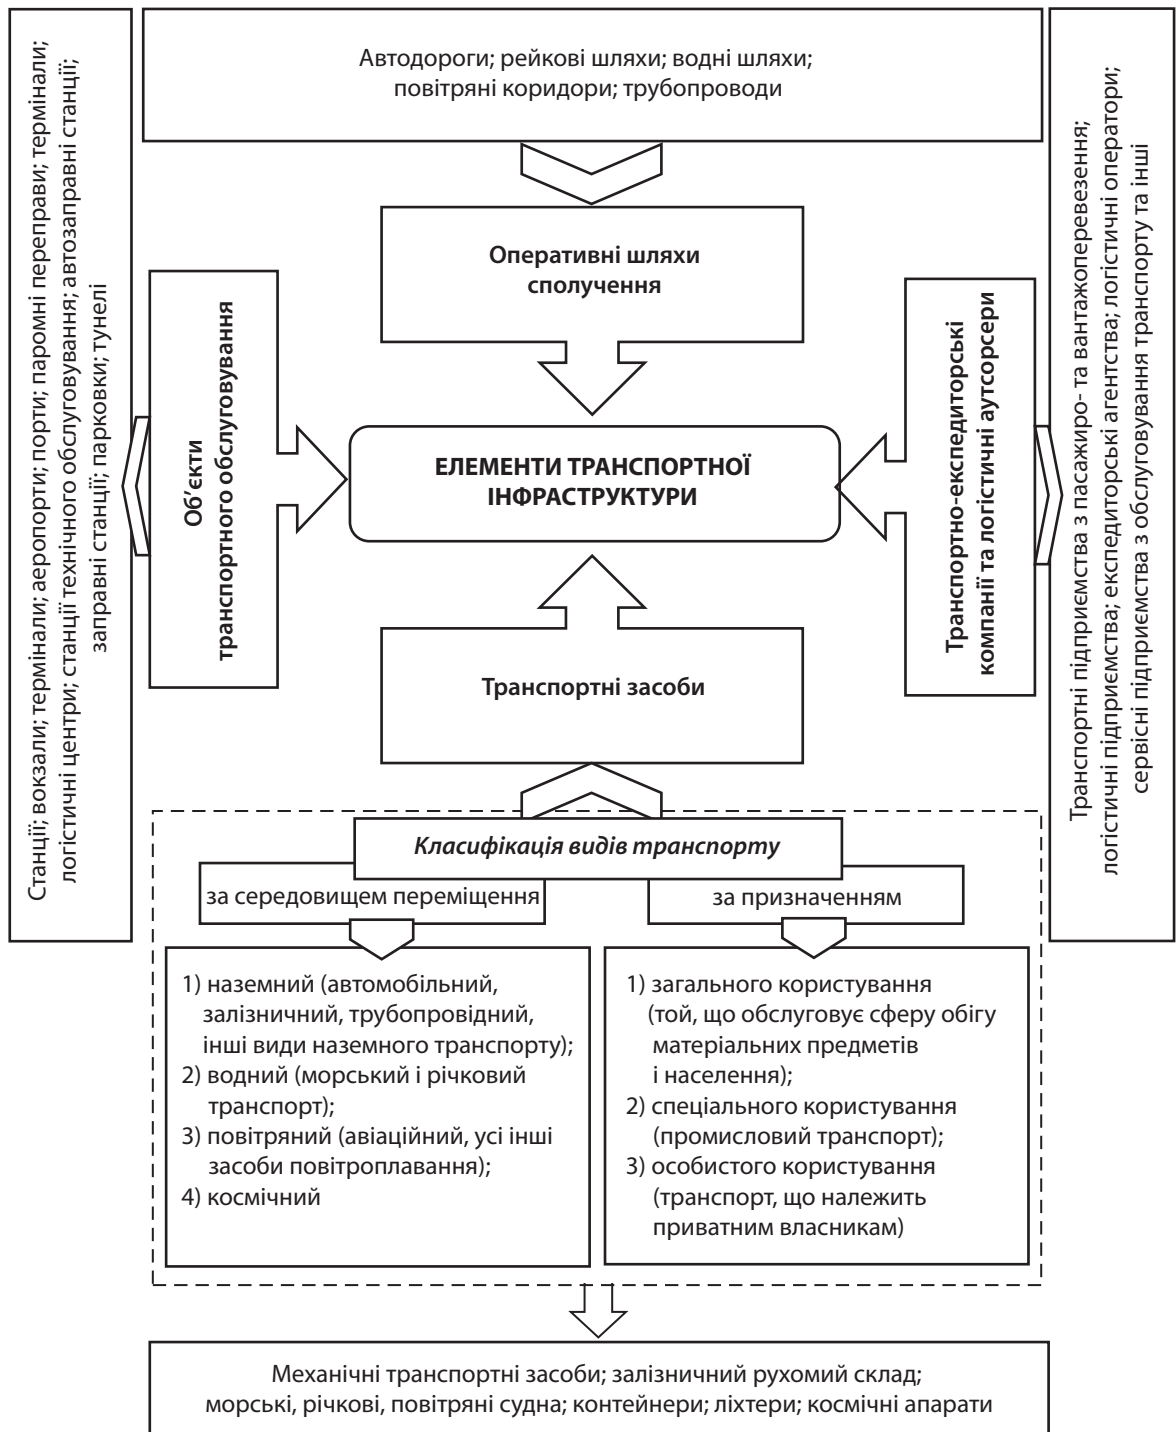 Автодороги; рейкові шляхи; водні шляхи;
повітряні коридори; трубопроводи
Станції; вокзали; термінали; аеропорти; порти; паромні переправи; термінали;
логістичні центри; станції технічного обслуговування; автозаправні станції;
заправні станції; парковки; тунелі
Об’єкти
транспортного обслуговування
Оперативні шляхи
сполучення
ЕЛЕМЕНТИ ТРАНСПОРТНОЇ
ІНФРАСТРУКТУРИ
Транспортно-експедиторські
компанії та логістичні аутсорсери
Транспортні підприємства з пасажиро- та вантажоперевезення;
логістичні підприємства; експедиторські агентства; логістичні оператори;
сервісні підприємства з обслуговування транспорту та інші
Транспортні засоби
Класифікація видів транспорту
за середовищем переміщення
за призначенням
1) наземний (автомобільний,
залізничний, трубопровідний,
інші види наземного транспорту);
2) водний (морський і річковий
транспорт);
3) повітряний (авіаційний, усі інші
засоби повітроплавання);
4) космічний
1) загального користування
(той, що обслуговує сферу обігу
матеріальних предметів
і населення);
2) спеціального користування
(промисловий транспорт);
3) особистого користування
(транспорт, що належить
приватним власникам)
Механічні транспортні засоби; залізничний рухомий склад;
морські, річкові, повітряні судна; контейнери; ліхтери; космічні апарати